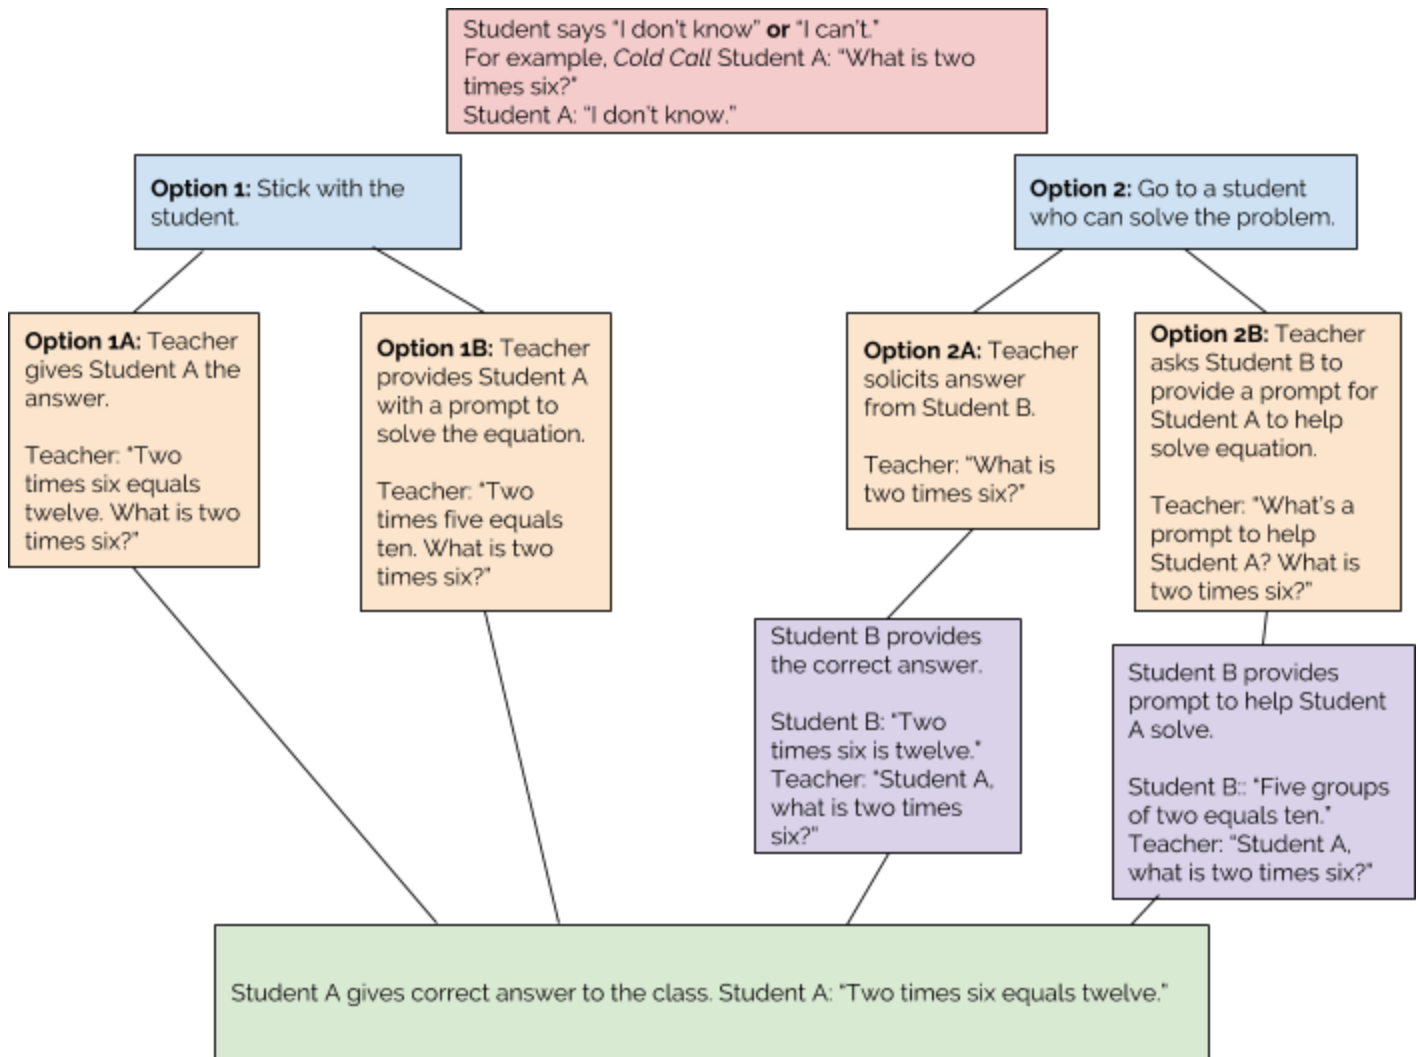 Student says “I don’t know” or “I can’t.”
For example, Cold Call Student A: “What is two
times six?”
Student A: “I don’t know.”
Option 1: Stick with the
student.
Option 2: Go to a student
who can solve the problem.
Option 1A: Teacher
gives Student A the
answer.
Teacher: “Two
times six equals
twelve. What is two
times six?”
Option 1B: Teacher
provides Student A
with a prompt to
solve the equation.
Teacher: “Two
times five equals
ten. What is two
times six?”
Option 2A: Teacher
solicits answer
from Student B.
Teacher: “What is
two times six?”
Option 2B: Teacher
asks Student B to
provide a prompt for
Student A to help
solve equation.
Teacher: “What’s a
prompt to help
Student A? What is
two times six?”
Student B provides
the correct answer.
Student B: “Two
times six is twelve.”
Teacher: “Student A,
what is two times
six?”
Student B provides
prompt to help Student
A solve.
Student B:: “Five groups
of two equals ten.”
Teacher: “Student A,
what is two times six?”
Student A gives correct answer to the class. Student A: “Two times six equals twelve.”